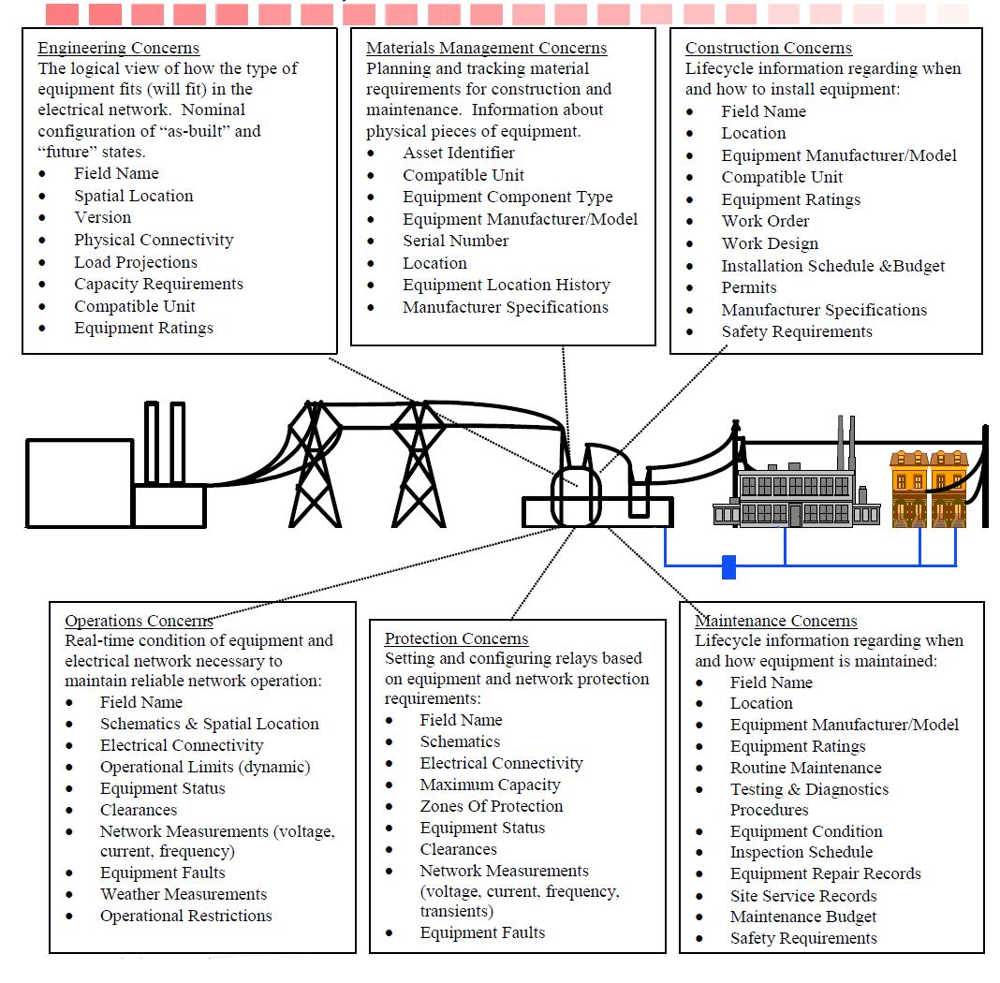 Engineering Concerns
The logical view of how the type of
equipment fits (will fit) in the
electrical network.  Nominal
configuration of “as-built” and
“future” states.
• Field Name
• Spatial Location
• Version
• Physical Connectivity
• Load Projections
• Capacity Requirements
• Compatible Unit
• Equipment Ratings
Materials Management Concerns
Planning and tracking material
requirements for construction and
maintenance.  Information about
physical pieces of equipment.
• Asset Identifier
• Compatible Unit
• Equipment Component Type
• Equipment Manufacturer/Model
• Serial Number
• Location
• Equipment Location History
• Manufacturer Specifications
Construction Concerns
Lifecycle information regarding when
and how to install equipment:
• Field Name
• Location
• Equipment Manufacturer/Model
• Compatible Unit
• Equipment Ratings
• Work Order
• Work Design
• Installation Schedule &Budget
• Permits
• Manufacturer Specifications
• Safety Requirements
Operations Concerns
Real-time condition of equipment and
electrical network necessary to
maintain reliable network operation:
• Field Name
• Schematics & Spatial Location
• Electrical Connectivity
• Operational Limits (dynamic)
• Equipment Status
• Clearances
• Network Measurements (voltage,
current, frequency)
• Equipment Faults
• Weather Measurements
• Operational Restrictions
Protection Concerns
Setting and configuring relays based
on equipment and network protection
requirements:
• Field Name
• Schematics
• Electrical Connectivity
• Maximum Capacity
• Zones Of Protection
• Equipment Status
• Clearances
• Network Measurements
(voltage, current, frequency,
transients)
• Equipment Faults
Maintenance Concerns
Lifecycle information regarding when
and how equipment is maintained:
• Field Name
• Location
• Equipment Manufacturer/Model
• Equipment Ratings
• Routine Maintenance
• Testing & Diagnostics
Procedures
• Equipment Condition
• Inspection Schedule
• Equipment Repair Records
• Site Service Records
• Maintenance Budget
• Safety Requirements